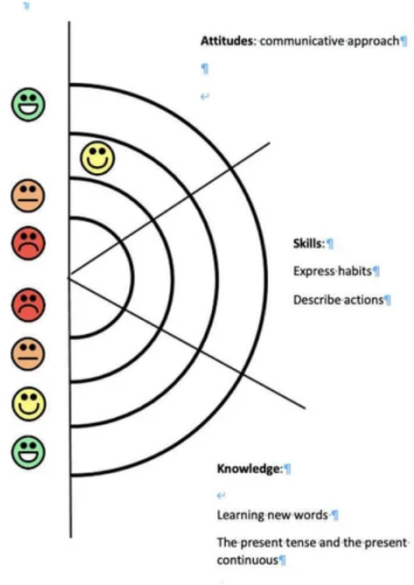 Attitudes: communicative approach¶
¶
Skills:¶
Express habits¶
Describe actions¶
Knowledge:¶
Learning new words ¶
The present tense and the present
continuous¶